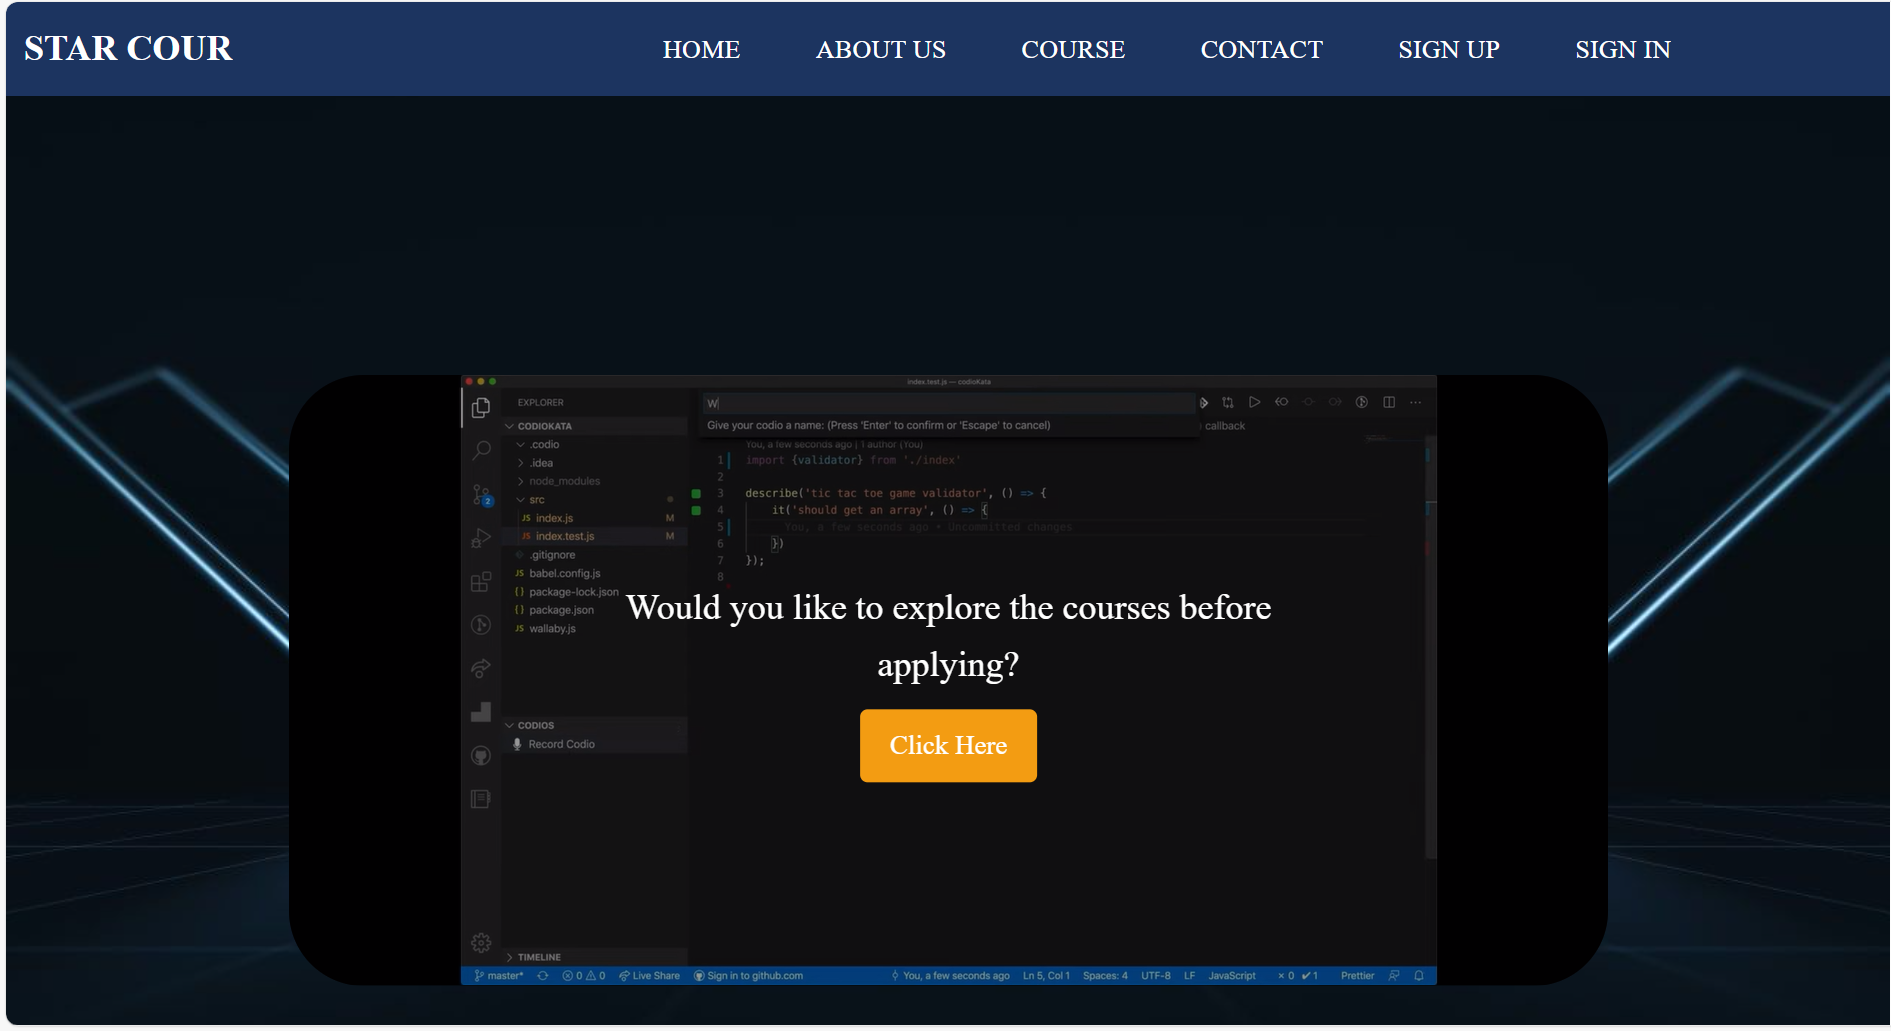 STAR COUR
HOME ABOUT US COURSE CONTACT SIGN UP SIGN IN
index.test.js — codioKata
EXPLORER
CODIOKATA
.codio
.idea
node_modules
src
JS index.js M
JS index.test.js M
.gitignore
JS babel.config.js
{} package-lock.json
{} package.json
JS wallaby.js
2
CODIOS
Record Codio
TIMELINE
W
Give your codio a name: (Press 'Enter' to confirm or 'Escape' to cancel)
callback
You, a few seconds ago | 1 author (You)
1 import {validator} from './index'
2
3 describe('tic tac toe game validator', () => {
4 it('should get an array', () => {
5 You, a few seconds ago • Uncommitted changes
6 })
7 });
8
Would you like to explore the courses before
applying?
Click Here
master* 0 0 Live Share Sign in to github.com You, a few seconds ago Ln 5, Col 1 Spaces: 4 UTF-8 LF JavaScript × 0 ✔ 1 Prettier